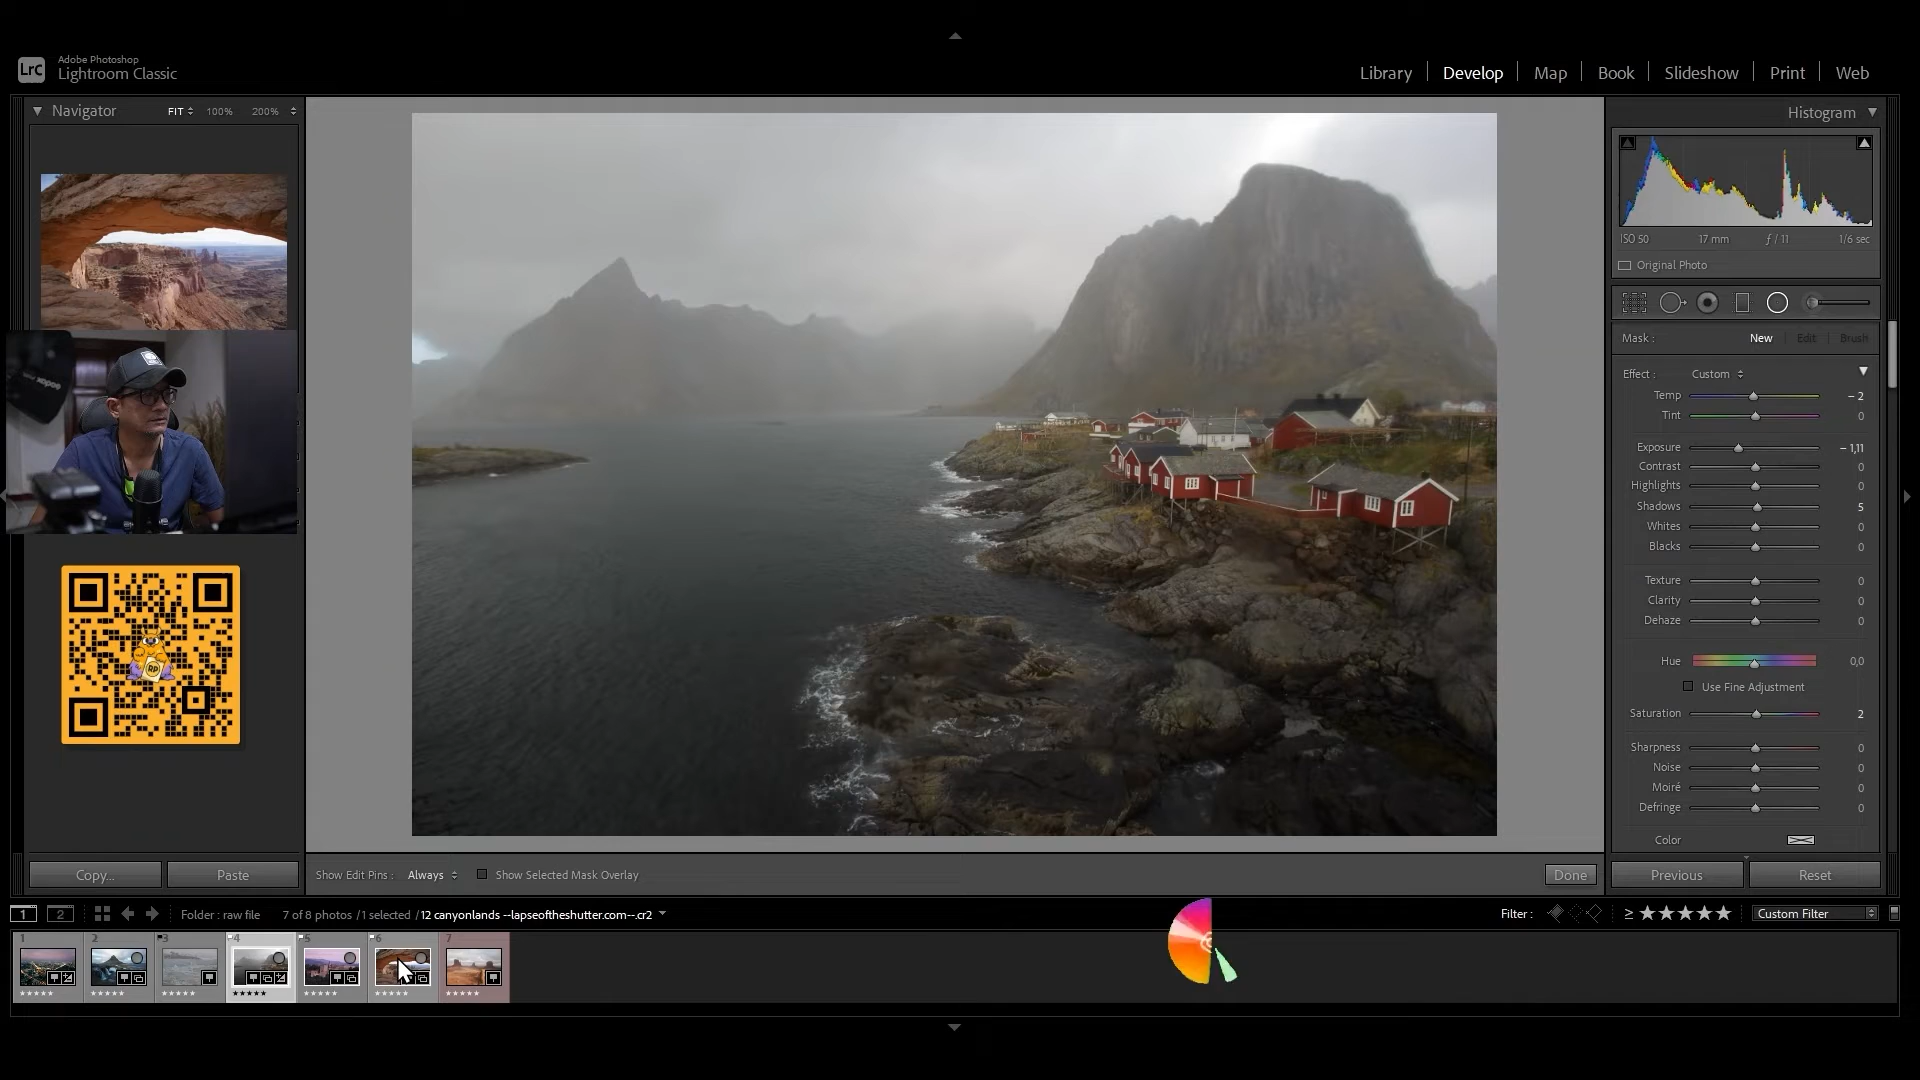 Lrc
Adobe Photoshop
Lightroom Classic
Library
Develop
Map
Book
Slideshow
Print
Web
Navigator
FIT
100%
200%
Histogram
ISO 50
17 mm
ƒ / 11
1/6 sec
Original Photo
Mask :
New
Edit
Brush
Effect :
Custom
Temp
– 2
Tint
0
Exposure
– 1,11
Contrast
0
Highlights
0
Shadows
5
Whites
0
Blacks
0
Texture
0
Clarity
0
Dehaze
0
Hue
0,0
Use Fine Adjustment
Saturation
2
Sharpness
0
Noise
0
Moiré
0
Defringe
0
Color
RP
Copy...
Paste
Show Edit Pins :
Always
Show Selected Mask Overlay
Done
Previous
Reset
1
2
Folder : raw file
7 of 8 photos / 1 selected / 12 canyonlands --lapseoftheshutter.com--.cr2
Filter :
≥ ★★★★★
Custom Filter
1
2
3
4
5
6
7